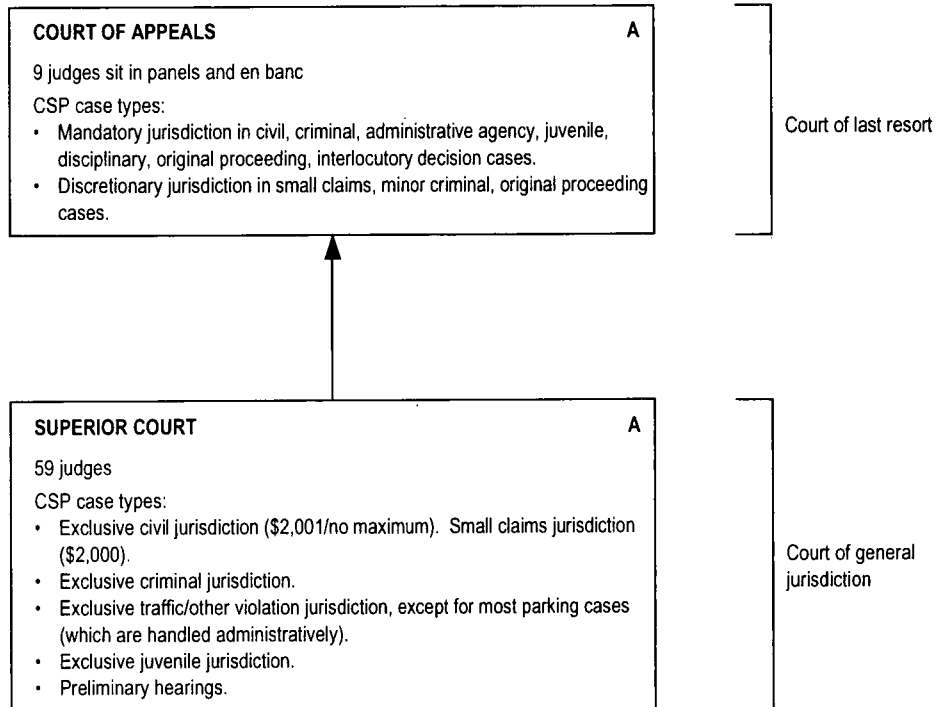 COURT OF APPEALS A
9 judges sit in panels and en banc
CSP case types:
• Mandatory jurisdiction in civil, criminal, administrative agency, juvenile,
disciplinary, original proceeding, interlocutory decision cases.
• Discretionary jurisdiction in small claims, minor criminal, original proceeding
cases.
Court of last resort
SUPERIOR COURT A
59 judges
CSP case types:
• Exclusive civil jurisdiction ($2,001/no maximum). Small claims jurisdiction
($2,000).
• Exclusive criminal jurisdiction.
• Exclusive traffic/other violation jurisdiction, except for most parking cases
(which are handled administratively).
• Exclusive juvenile jurisdiction.
• Preliminary hearings.
Court of general
jurisdiction